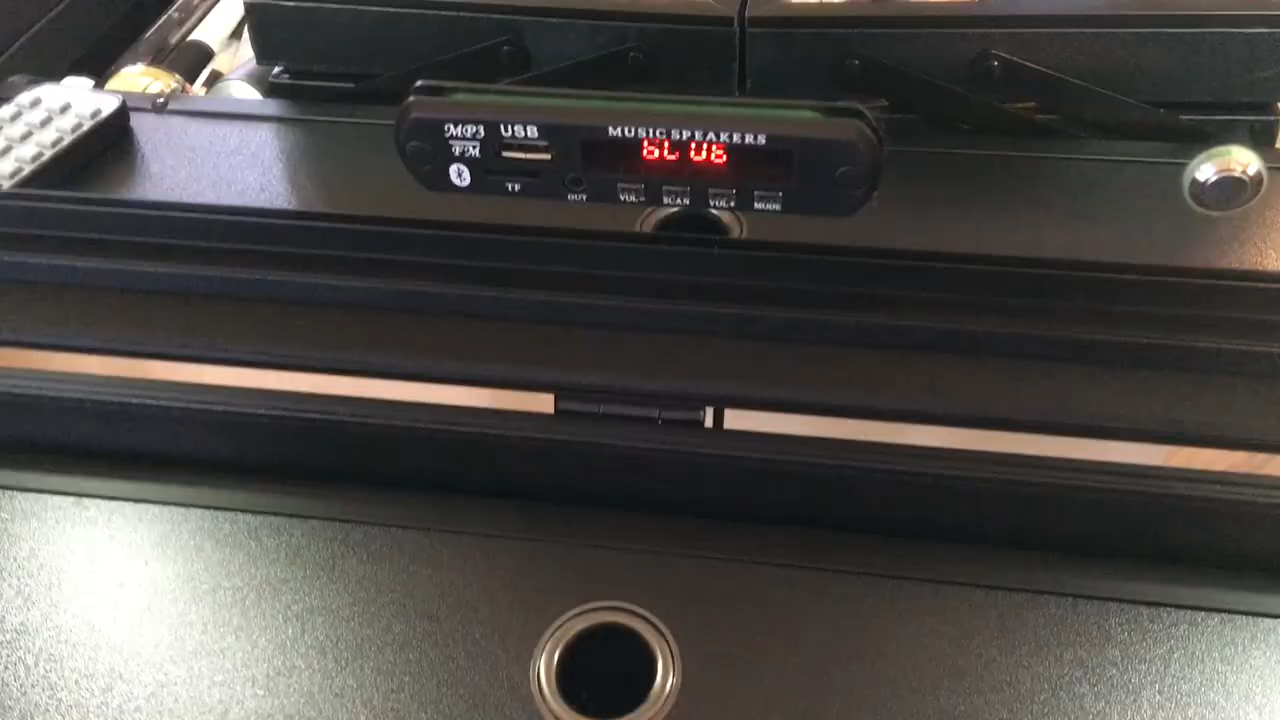 MP3 USB MUSIC SPEAKERS
FM bLUE
TF OUT VOL- SCAN VOL+ MODE